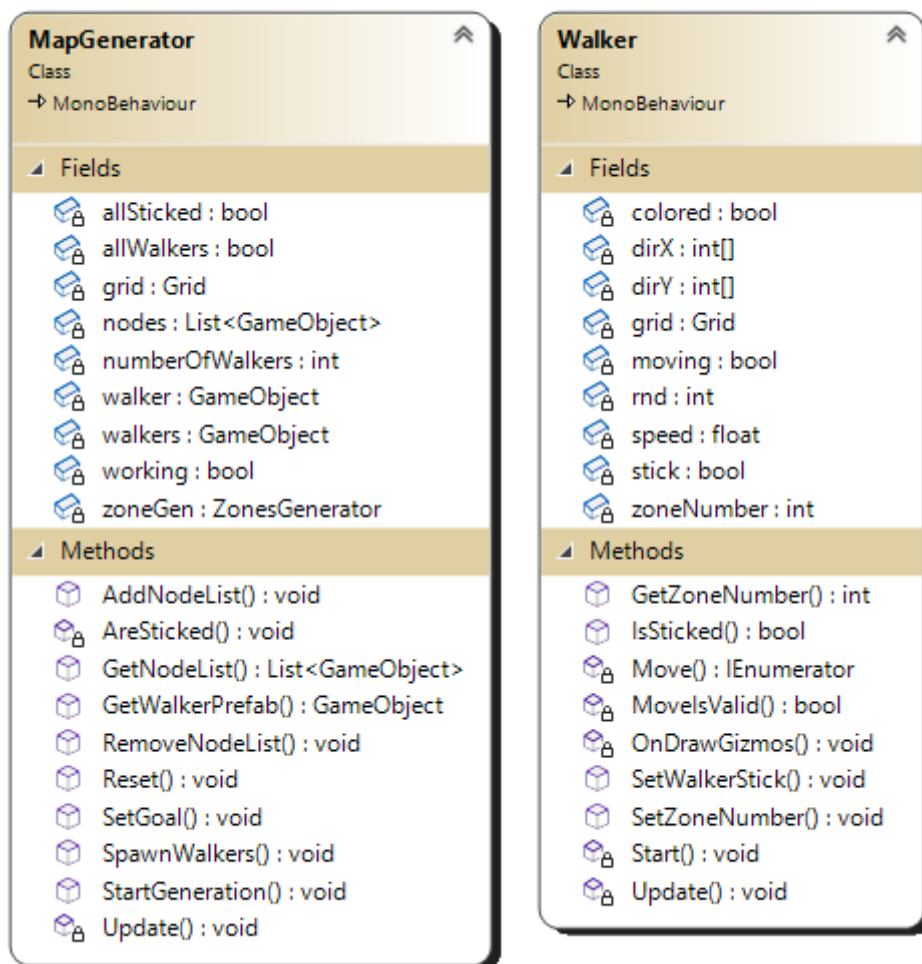 MapGenerator
Class
MonoBehaviour
Fields
allSticked : bool
allWalkers : bool
grid : Grid
nodes : List<GameObject>
numberOfWalkers : int
walker : GameObject
walkers : GameObject
working : bool
zoneGen : ZonesGenerator
Methods
AddNodeList() : void
AreSticked() : void
GetNodeList() : List<GameObject>
GetWalkerPrefab() : GameObject
RemoveNodeList() : void
Reset() : void
SetGoal() : void
SpawnWalkers() : void
StartGeneration() : void
Update() : void
Walker
Class
MonoBehaviour
Fields
colored : bool
dirX : int[]
dirY : int[]
grid : Grid
moving : bool
rnd : int
speed : float
stick : bool
zoneNumber : int
Methods
GetZoneNumber() : int
IsSticked() : bool
Move() : IEnumerator
MoveIsValid() : bool
OnDrawGizmos() : void
SetWalkerStick() : void
SetZoneNumber() : void
Start() : void
Update() : void